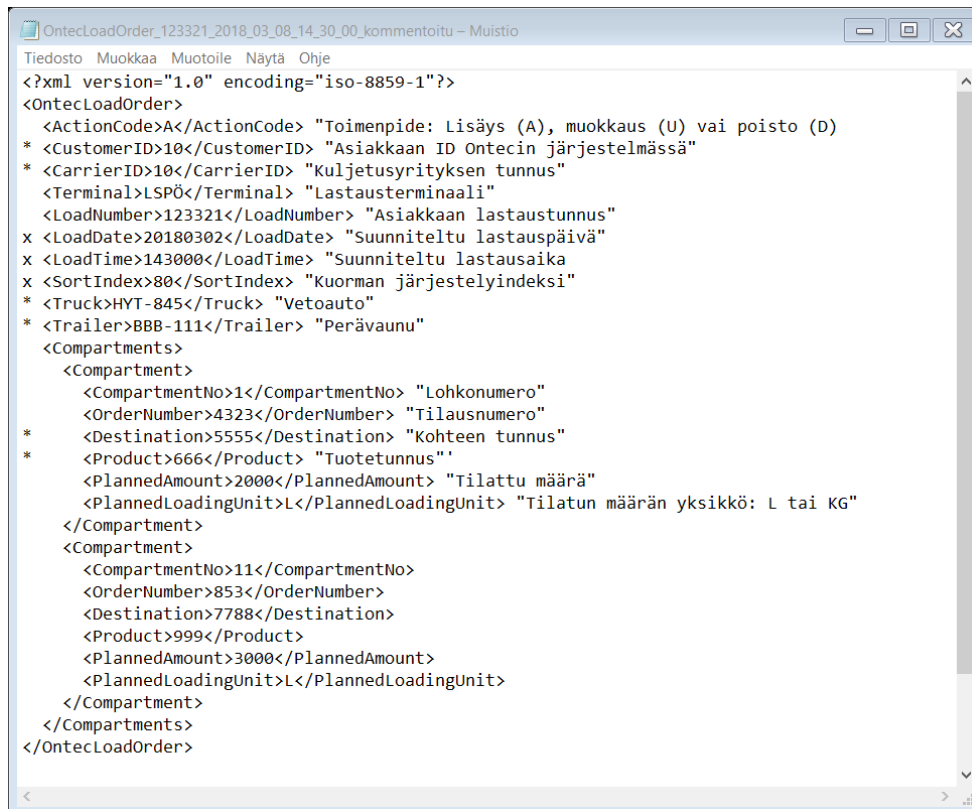 OntecLoadOrder_123321_2018_03_08_14_30_00_kommentoitu – Muistio
Tiedosto Muokkaa Muotoile Näytä Ohje
<?xml version="1.0" encoding="iso-8859-1"?>
<OntecLoadOrder>
  <ActionCode>A</ActionCode> "Toimenpide: Lisäys (A), muokkaus (U) vai poisto (D)
* <CustomerID>10</CustomerID> "Asiakkaan ID Ontecin järjestelmässä"
* <CarrierID>10</CarrierID> "Kuljetusyrityksen tunnus"
  <Terminal>LSPÖ</Terminal> "Lastausterminaali"
  <LoadNumber>123321</LoadNumber> "Asiakkaan lastaustunnus"
x <LoadDate>20180302</LoadDate> "Suunniteltu lastauspäivä"
x <LoadTime>143000</LoadTime> "Suunniteltu lastausaika
x <SortIndex>80</SortIndex> "Kuorman järjestelyindeksi"
* <Truck>HYT-845</Truck> "Vetoauto"
* <Trailer>BBB-111</Trailer> "Perävaunu"
  <Compartments>
    <Compartment>
      <CompartmentNo>1</CompartmentNo> "Lohkonumero"
      <OrderNumber>4323</OrderNumber> "Tilausnumero"
*     <Destination>5555</Destination> "Kohteen tunnus"
*     <Product>666</Product> "Tuotetunnus"'
      <PlannedAmount>2000</PlannedAmount> "Tilattu määrä"
      <PlannedLoadingUnit>L</PlannedLoadingUnit> "Tilatun määrän yksikkö: L tai KG"
    </Compartment>
    <Compartment>
      <CompartmentNo>11</CompartmentNo>
      <OrderNumber>853</OrderNumber>
      <Destination>7788</Destination>
      <Product>999</Product>
      <PlannedAmount>3000</PlannedAmount>
      <PlannedLoadingUnit>L</PlannedLoadingUnit>
    </Compartment>
  </Compartments>
</OntecLoadOrder>